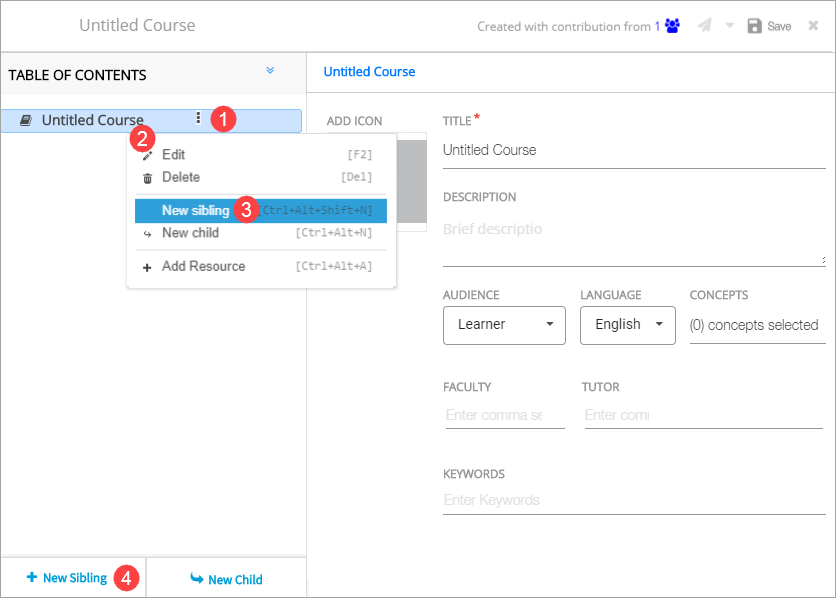 Untitled Course
Created with contribution from 1
Save
TABLE OF CONTENTS
Untitled Course
Untitled Course
1
2
Edit [F2]
Delete [Del]
New sibling 3 [Ctrl+Alt+Shift+N]
New child [Ctrl+Alt+N]
Add Resource [Ctrl+Alt+A]
ADD ICON
TITLE*
Untitled Course
DESCRIPTION
Brief descriptio
AUDIENCE LANGUAGE CONCEPTS
Learner English (0) concepts selected
FACULTY TUTOR
Enter comma se Enter com
KEYWORDS
Enter Keywords
New Sibling 4 New Child